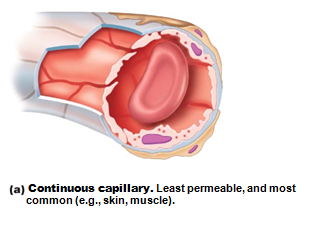 (a) Continuous capillary. Least permeable, and most
common (e.g., skin, muscle).